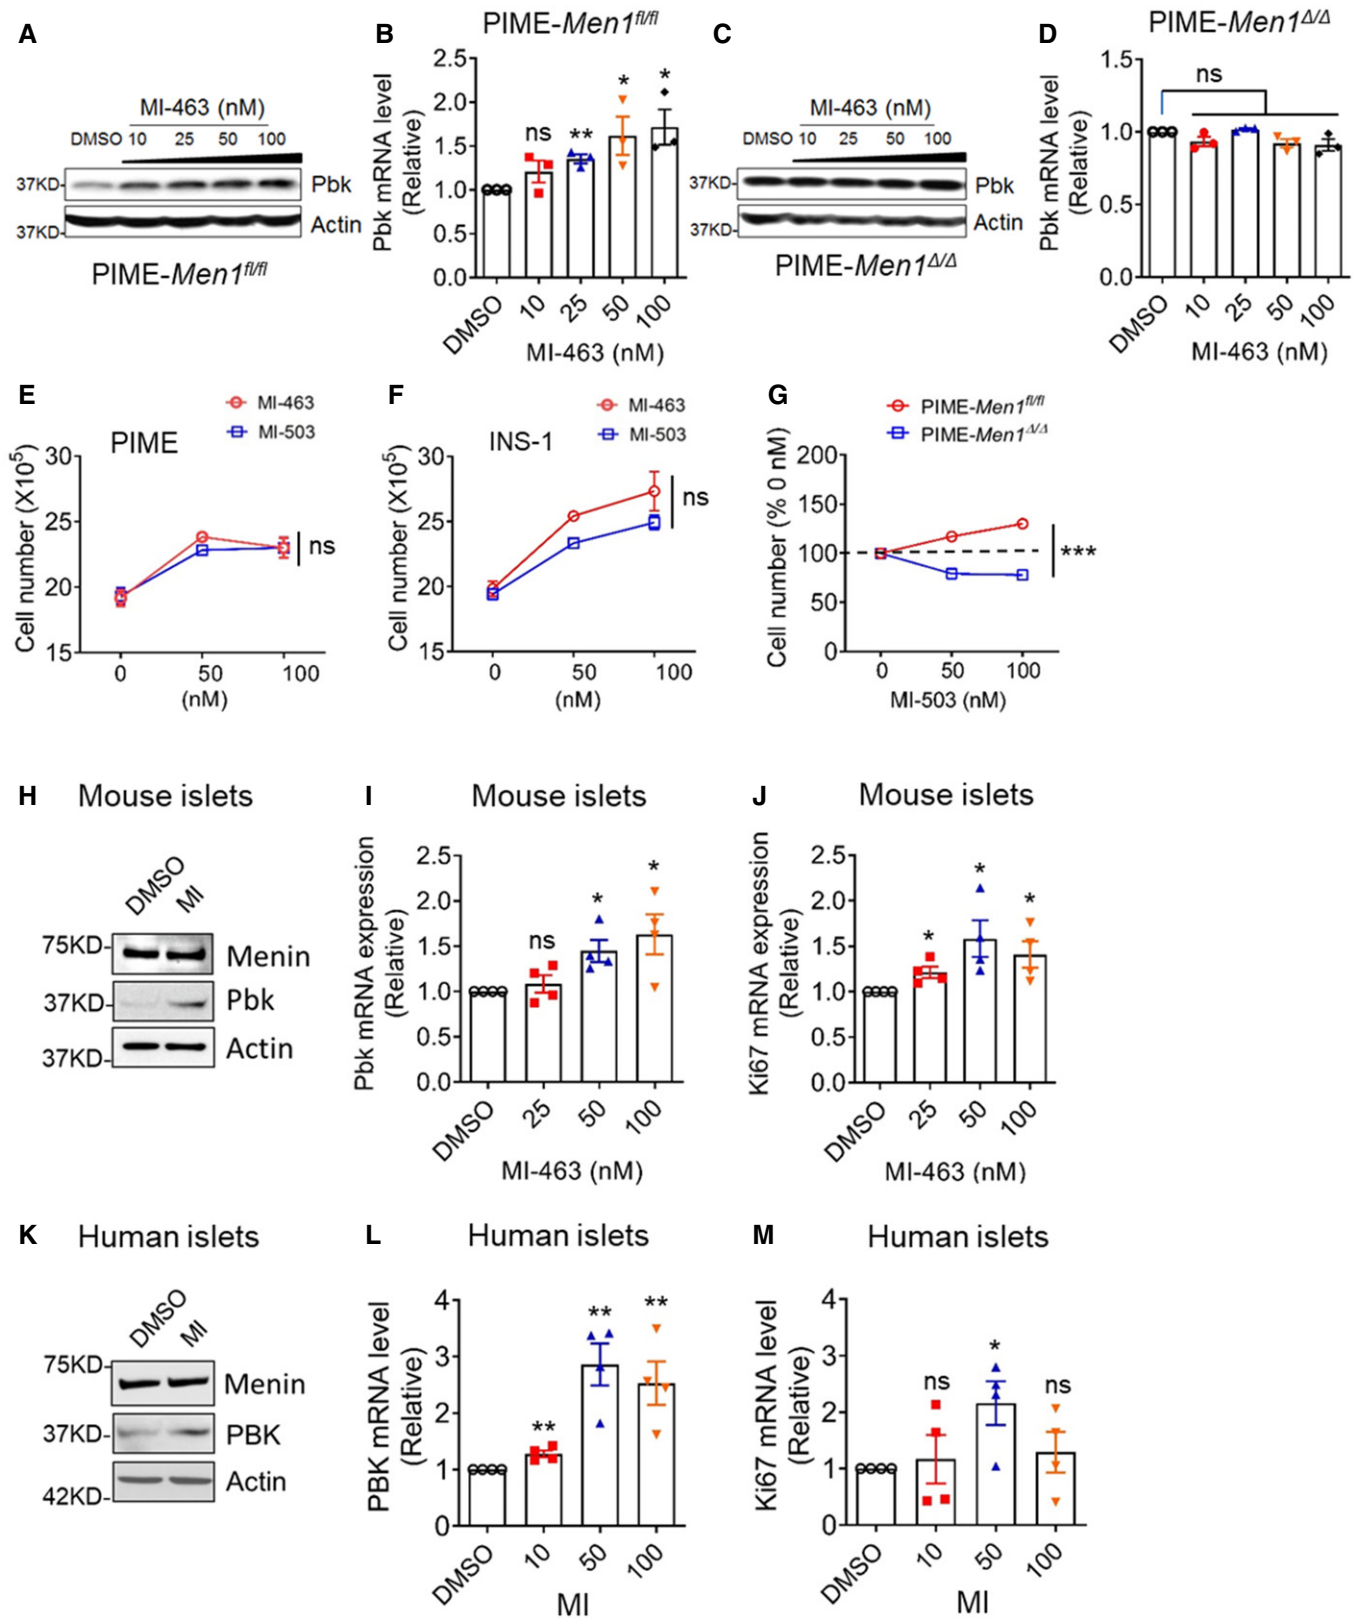 A
MI-463 (nM)
DMSO 10 25 50 100
37KD- Pbk
37KD- Actin
PIME-Men1fl/fl
B
PIME-Men1fl/fl
Pbk mRNA level
(Relative)
2.5
2.0
1.5
1.0
0.5
0.0
ns ** * *
DMSO 10 25 50 100
MI-463 (nM)
C
MI-463 (nM)
DMSO 10 25 50 100
37KD- Pbk
37KD- Actin
PIME-Men1Δ/Δ
D
PIME-Men1Δ/Δ
Pbk mRNA level
(Relative)
1.5
1.0
0.5
0.0
ns
DMSO 10 25 50 100
MI-463 (nM)
E
MI-463
MI-503
PIME
Cell number (X10⁵)
30
25
20
15
ns
0 50 100
(nM)
F
MI-463
MI-503
INS-1
Cell number (X10⁵)
30
25
20
15
ns
0 50 100
(nM)
G
PIME-Men1fl/fl
PIME-Men1Δ/Δ
Cell number (% 0 nM)
200
150
100
50
0
***
0 50 100
MI-503 (nM)
H
Mouse islets
DMSO MI
75KD- Menin
37KD- Pbk
37KD- Actin
I
Mouse islets
Pbk mRNA expression
(Relative)
2.5
2.0
1.5
1.0
0.5
0.0
ns * *
DMSO 25 50 100
MI-463 (nM)
J
Mouse islets
Ki67 mRNA expression
(Relative)
2.5
2.0
1.5
1.0
0.5
0.0
* * *
DMSO 25 50 100
MI-463 (nM)
K
Human islets
DMSO MI
75KD- Menin
37KD- PBK
42KD- Actin
L
Human islets
PBK mRNA level
(Relative)
4
3
2
1
0
** ** **
DMSO 10 50 100
MI
M
Human islets
Ki67 mRNA level
(Relative)
4
3
2
1
0
ns * ns
DMSO 10 50 100
MI